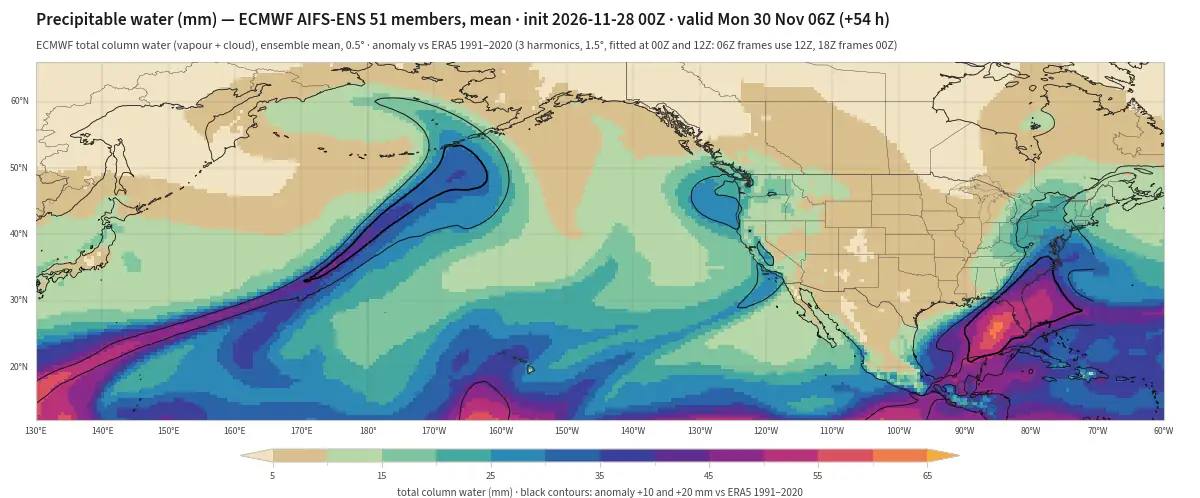 Precipitable water (mm) — ECMWF AIFS-ENS 51 members, mean · init 2026-11-28 00Z · valid Mon 30 Nov 06Z (+54 h)
ECMWF total column water (vapour + cloud), ensemble mean, 0.5° · anomaly vs ERA5 1991–2020 (3 harmonics, 1.5°, fitted at 00Z and 12Z: 06Z frames use 12Z, 18Z frames 00Z)
60°N
50°N
40°N
30°N
20°N
130°E 140°E 150°E 160°E 170°E 180° 170°W 160°W 150°W 140°W 130°W 120°W 110°W 100°W 90°W 80°W 70°W 60°W
5 15 25 35 45 55 65
total column water (mm) · black contours: anomaly +10 and +20 mm vs ERA5 1991–2020